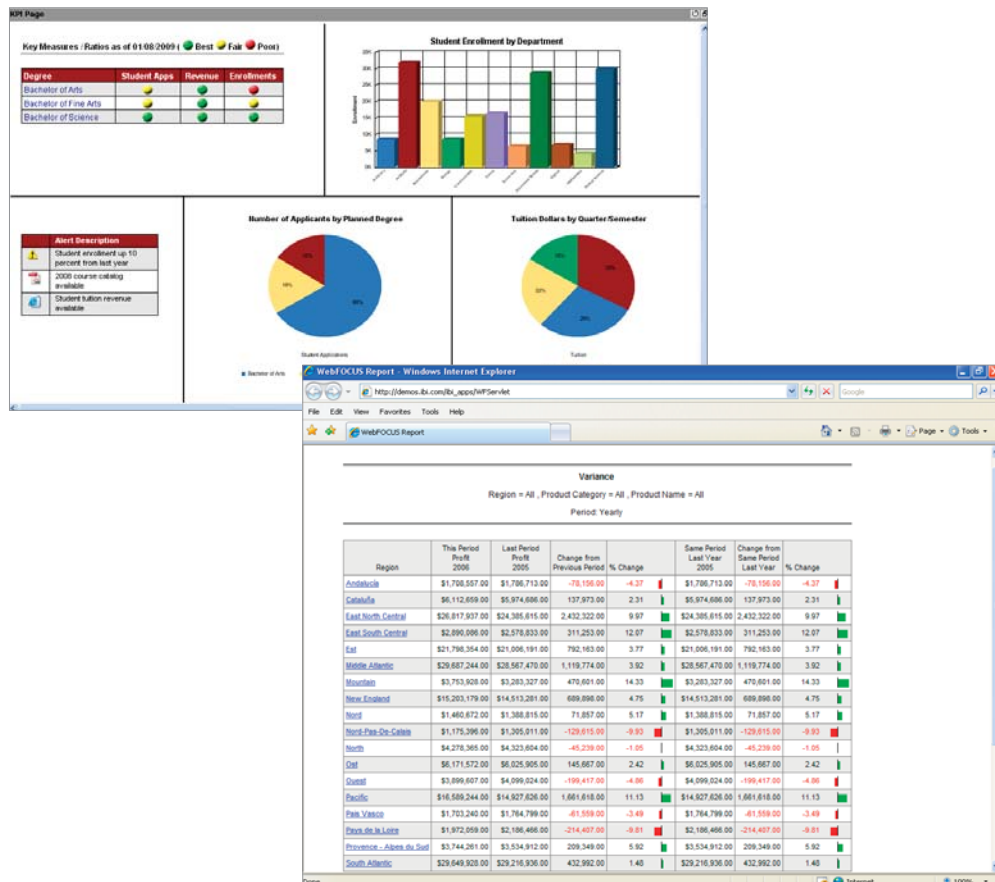 KPI Page
Key Measures / Ratios as of 01/08/2009 ( Best Fair Poor)
Degree Student Apps Revenue Enrollments
Bachelor of Arts
Bachelor of Fine Arts
Bachelor of Science
Student Enrollment by Department
Enrollment
Alert Description
Student enrollment up 10
percent from last year
2008 course catalog
available
Student tuition revenue
available
Number of Applicants by Planned Degree
Student Applications
Bachelor of Arts
Tuition Dollars by Quarter/Semester
Tuition
WebFOCUS Report - Windows Internet Explorer
http://demos.ibi.com/ibi_apps/WFServlet
Google
File Edit View Favorites Tools Help
WebFOCUS Report
Page Tools
Variance
Region = All , Product Category = All , Product Name = All
Period: Yearly
Region This Period Profit 2006 Last Period Profit 2005 Change from Previous Period % Change Same Period Last Year 2005 Change from Same Period Last Year % Change
Andalucía $1,708,557.00 $1,786,713.00 -78,156.00 -4.37 $1,786,713.00 -78,156.00 -4.37
Cataluña $6,112,659.00 $5,974,686.00 137,973.00 2.31 $5,974,686.00 137,973.00 2.31
East North Central $26,817,937.00 $24,385,615.00 2,432,322.00 9.97 $24,385,615.00 2,432,322.00 9.97
East South Central $2,890,086.00 $2,578,833.00 311,253.00 12.07 $2,578,833.00 311,253.00 12.07
Est $21,798,354.00 $21,006,191.00 792,163.00 3.77 $21,006,191.00 792,163.00 3.77
Middle Atlantic $29,687,244.00 $28,567,470.00 1,119,774.00 3.92 $28,567,470.00 1,119,774.00 3.92
Mountain $3,753,928.00 $3,283,327.00 470,601.00 14.33 $3,283,327.00 470,601.00 14.33
New England $15,203,179.00 $14,513,281.00 689,898.00 4.75 $14,513,281.00 689,898.00 4.75
Nord $1,460,672.00 $1,388,815.00 71,857.00 5.17 $1,388,815.00 71,857.00 5.17
Nord-Pas-De-Calais $1,175,396.00 $1,305,011.00 -129,615.00 -9.93 $1,305,011.00 -129,615.00 -9.93
North $4,278,365.00 $4,323,604.00 -45,239.00 -1.05 $4,323,604.00 -45,239.00 -1.05
Ost $6,171,572.00 $6,025,905.00 145,667.00 2.42 $6,025,905.00 145,667.00 2.42
Ouest $3,899,607.00 $4,099,024.00 -199,417.00 -4.86 $4,099,024.00 -199,417.00 -4.86
Pacific $16,589,244.00 $14,927,626.00 1,661,618.00 11.13 $14,927,626.00 1,661,618.00 11.13
Pais Vasco $1,703,240.00 $1,764,799.00 -61,559.00 -3.49 $1,764,799.00 -61,559.00 -3.49
Pays de la Loire $1,972,059.00 $2,186,466.00 -214,407.00 -9.81 $2,186,466.00 -214,407.00 -9.81
Provence - Alpes du Sud $3,744,261.00 $3,534,912.00 209,349.00 5.92 $3,534,912.00 209,349.00 5.92
South Atlantic $29,649,928.00 $29,216,936.00 432,992.00 1.48 $29,216,936.00 432,992.00 1.48